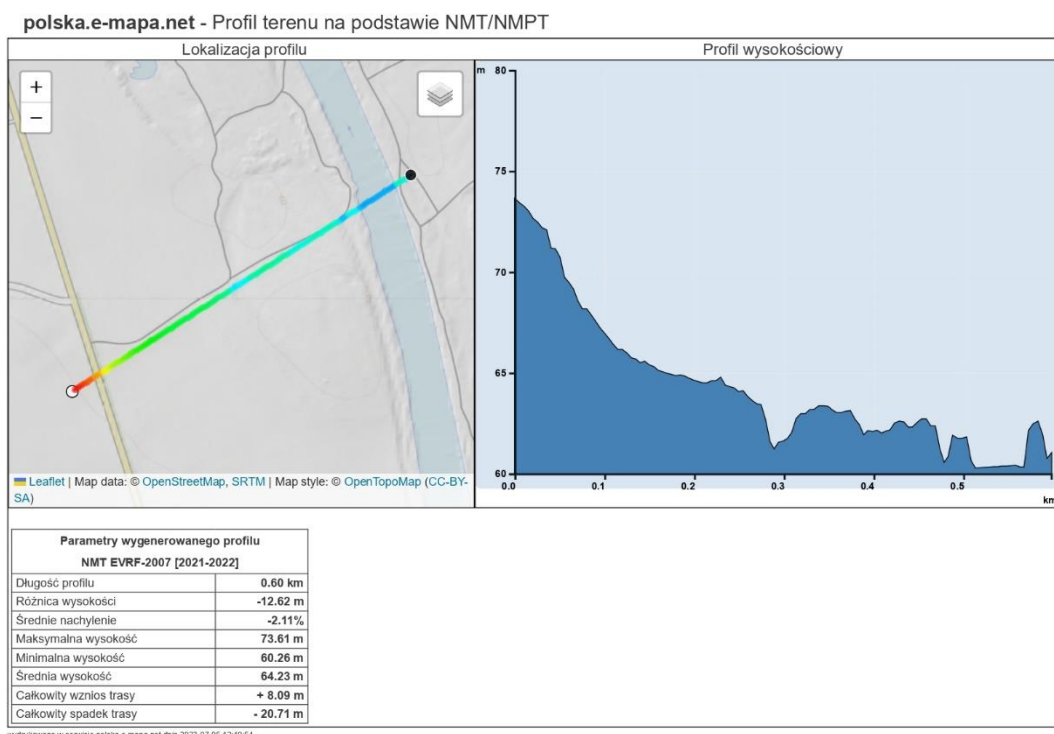 polska.e-mapa.net - Profil terenu na podstawie NMT/NMPT
Lokalizacja profilu
Profil wysokościowy
+
−
m
80
75
70
65
60
0.0 0.1 0.2 0.3 0.4 0.5
km
Leaflet | Map data: © OpenStreetMap, SRTM | Map style: © OpenTopoMap (CC-BY-
SA)
Parametry wygenerowanego profilu
NMT EVRF-2007 [2021-2022]
Długość profilu 0.60 km
Różnica wysokości -12.62 m
Średnie nachylenie -2.11%
Maksymalna wysokość 73.61 m
Minimalna wysokość 60.26 m
Średnia wysokość 64.23 m
Całkowity wznios trasy + 8.09 m
Całkowity spadek trasy - 20.71 m